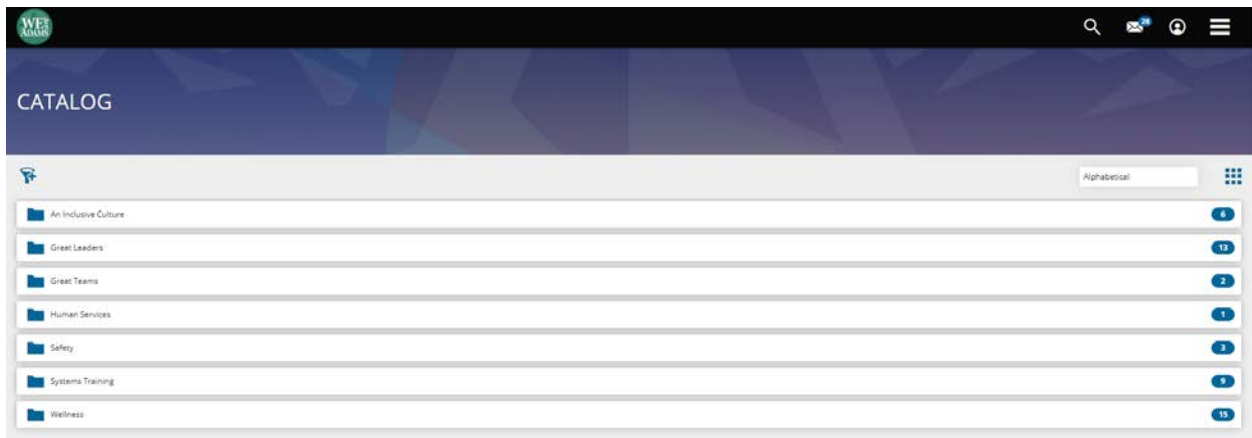 WE
ADAMS
28
CATALOG
Alphabetical
An Inclusive Culture 6
Great Leaders 13
Great Teams 2
Human Services 1
Safety 3
Systems Training 9
Wellness 15